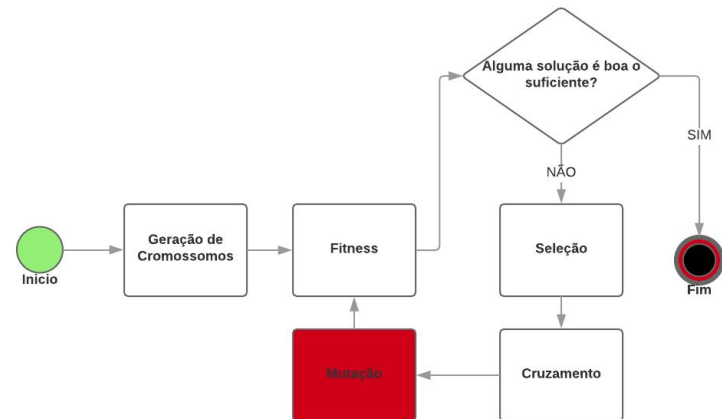 Alguma solução é boa o
suficiente?
SIM
NÃO
Geração de
Cromossomos
Fitness
Seleção
Inicio
Fim
Mutação
Cruzamento